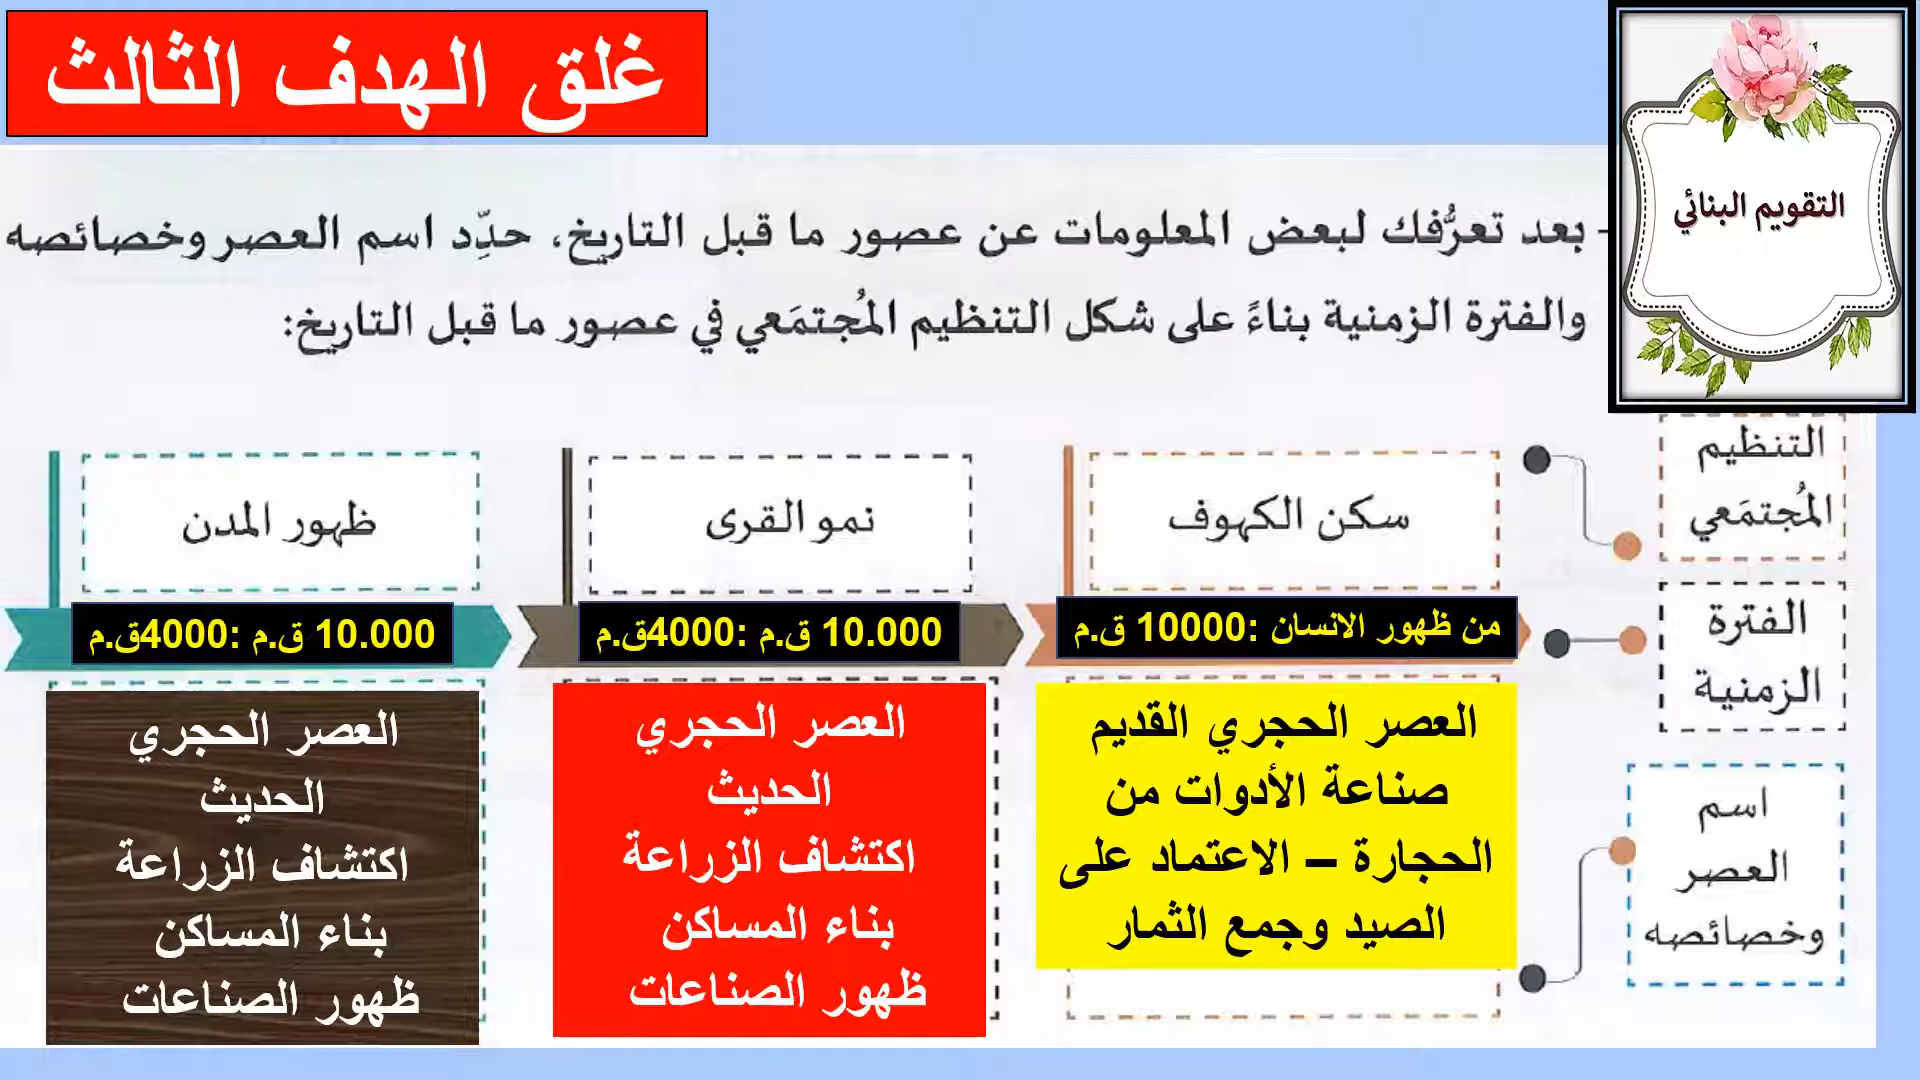 غلق الهدف الثالث
التقويم البنائي
- بعد تعرُّفك لبعض المعلومات عن عصور ما قبل التاريخ، حدِّد اسم العصر وخصائصه
والفترة الزمنية بناءً على شكل التنظيم المُجتمَعي في عصور ما قبل التاريخ:
التنظيم
المُجتمَعي
سكن الكهوف
نمو القرى
ظهور المدن
الفترة
الزمنية
من ظهور الانسان :10000 ق.م
10.000 ق.م :4000ق.م
10.000 ق.م :4000ق.م
اسم
العصر
وخصائصه
العصر الحجري القديم
صناعة الأدوات من
الحجارة – الاعتماد على
الصيد وجمع الثمار
العصر الحجري
الحديث
اكتشاف الزراعة
بناء المساكن
ظهور الصناعات
العصر الحجري
الحديث
اكتشاف الزراعة
بناء المساكن
ظهور الصناعات